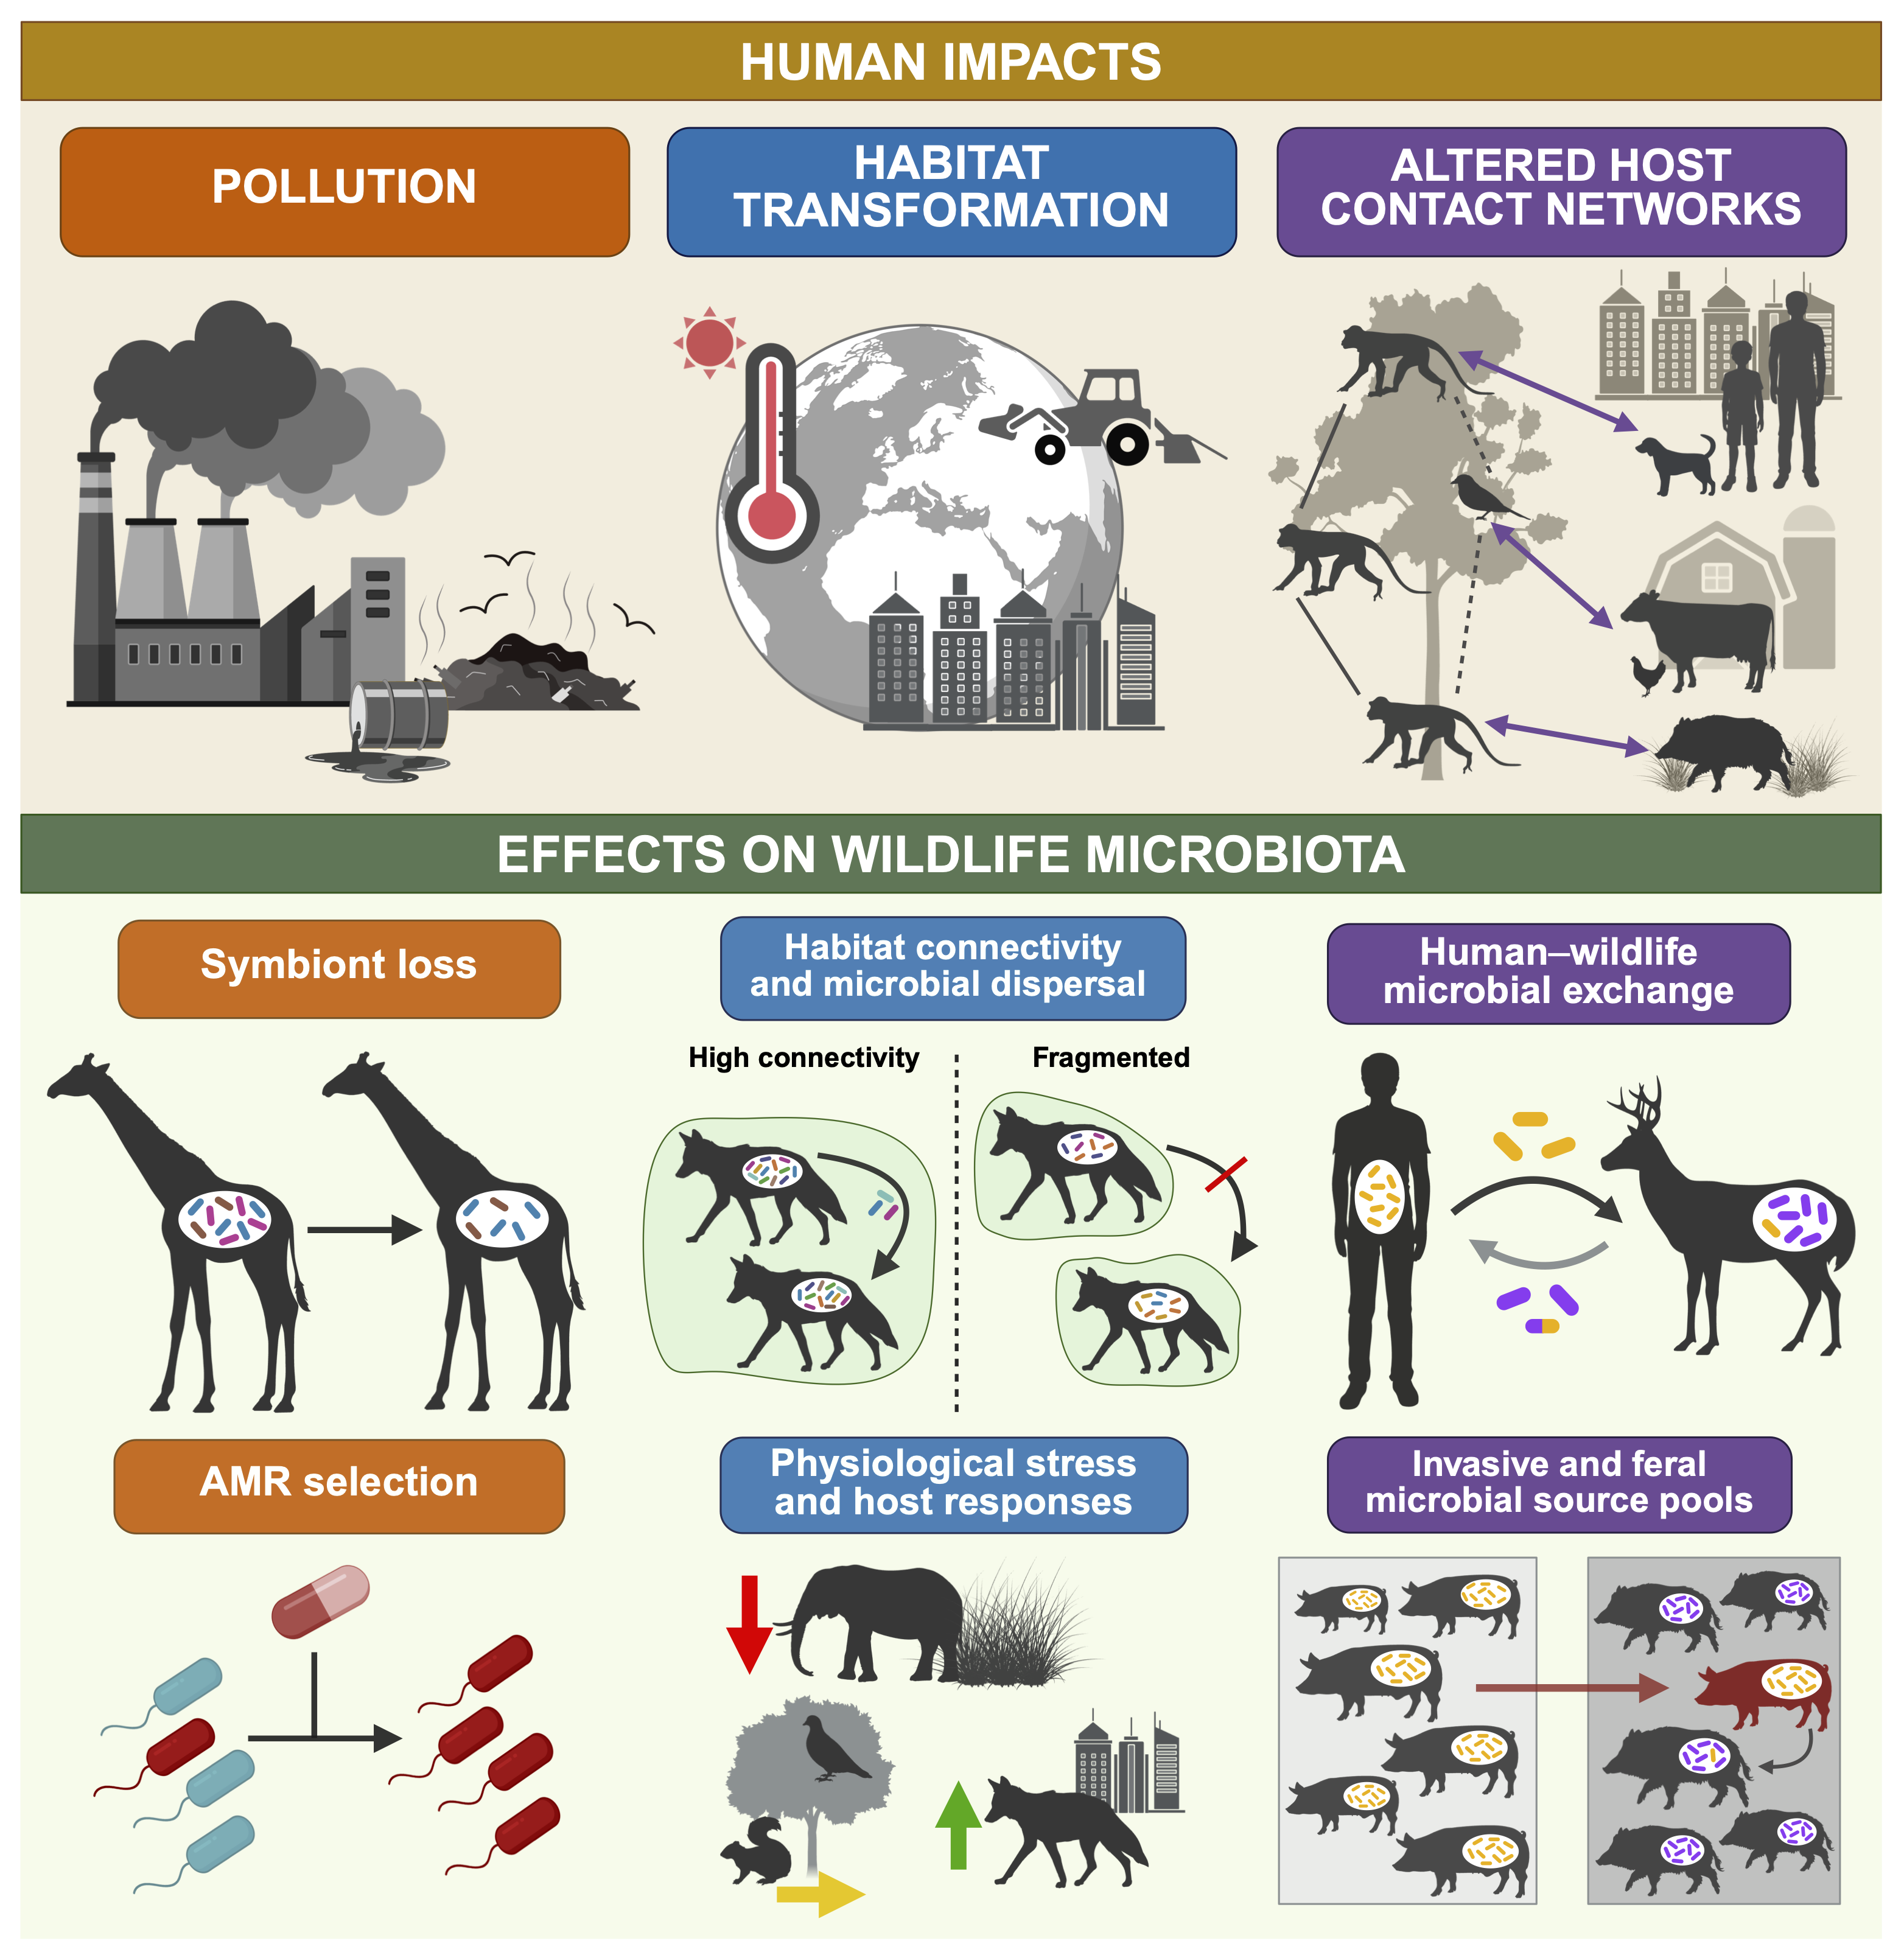 HUMAN IMPACTS
POLLUTION
HABITAT
TRANSFORMATION
ALTERED HOST
CONTACT NETWORKS
EFFECTS ON WILDLIFE MICROBIOTA
Symbiont loss
Habitat connectivity
and microbial dispersal
High connectivity
Fragmented
Human–wildlife
microbial exchange
AMR selection
Physiological stress
and host responses
Invasive and feral
microbial source pools